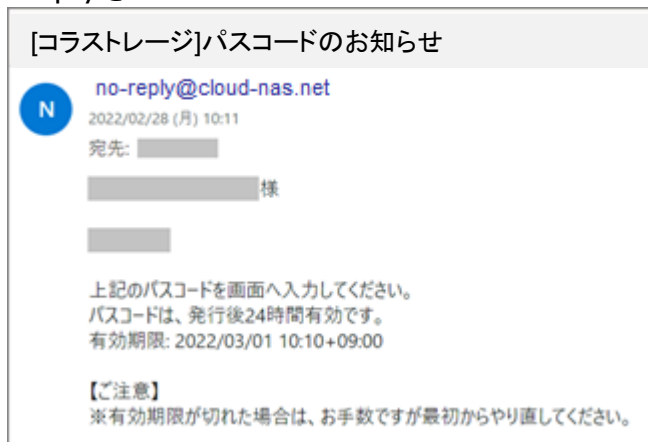 [コラストレージ]パスコードのお知らせ
N
no-reply@cloud-nas.net
2022/02/28 (月) 10:11
宛先:
様
上記のパスコードを画面へ入力してください。
パスコードは、発行後24時間有効です。
有効期限: 2022/03/01 10:10+09:00
【ご注意】
※有効期限が切れた場合は、お手数ですが最初からやり直してください。